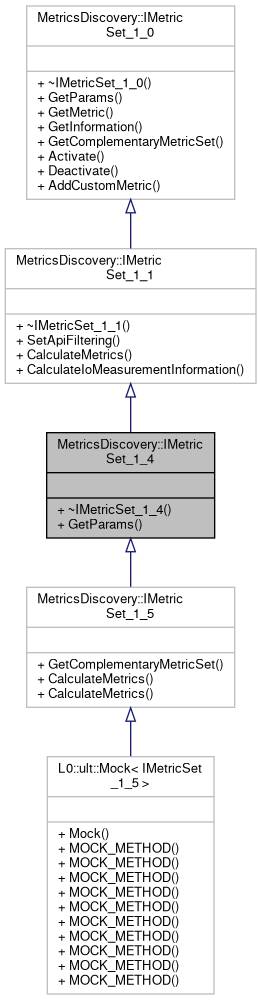 MetricsDiscovery::IMetric
Set_1_0
+ ~IMetricSet_1_0()
+ GetParams()
+ GetMetric()
+ GetInformation()
+ GetComplementaryMetricSet()
+ Activate()
+ Deactivate()
+ AddCustomMetric()
MetricsDiscovery::IMetric
Set_1_1
+ ~IMetricSet_1_1()
+ SetApiFiltering()
+ CalculateMetrics()
+ CalculateIoMeasurementInformation()
MetricsDiscovery::IMetric
Set_1_4
+ ~IMetricSet_1_4()
+ GetParams()
MetricsDiscovery::IMetric
Set_1_5
+ GetComplementaryMetricSet()
+ CalculateMetrics()
+ CalculateMetrics()
L0::ult::Mock< IMetricSet
_1_5 >
+ Mock()
+ MOCK_METHOD()
+ MOCK_METHOD()
+ MOCK_METHOD()
+ MOCK_METHOD()
+ MOCK_METHOD()
+ MOCK_METHOD()
+ MOCK_METHOD()
+ MOCK_METHOD()
+ MOCK_METHOD()
+ MOCK_METHOD()